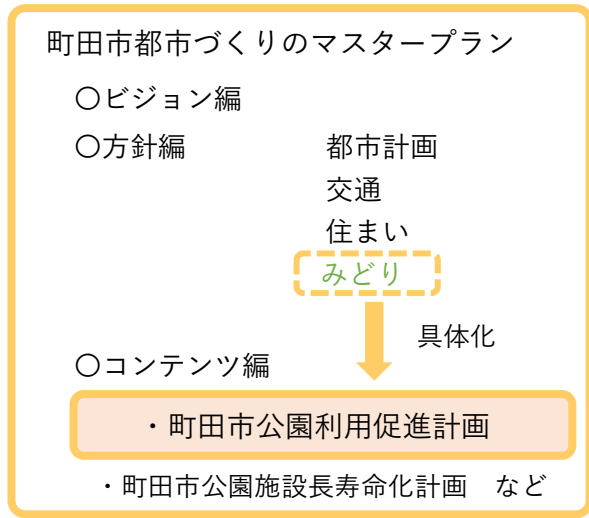 町田市都市づくりのマスタープラン
〇ビジョン編
〇方針編　都市計画
交通
住まい
みどり
具体化
〇コンテンツ編
・町田市公園利用促進計画
・町田市公園施設長寿命化計画　など